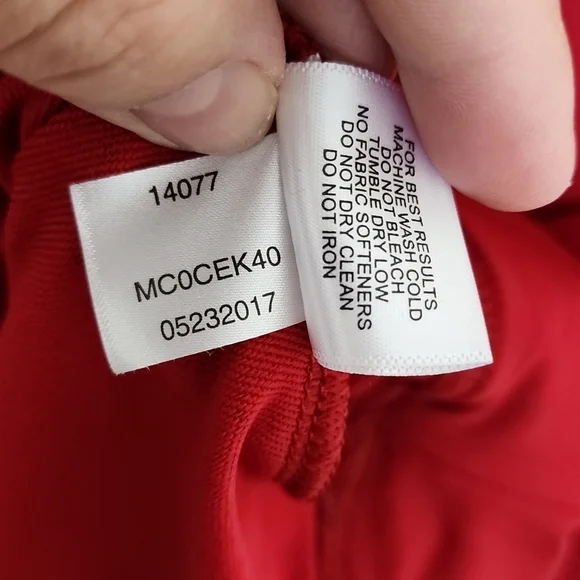 14077
MC0CEK40
05232017
FOR BEST RESULTS
MACHINE WASH COLD
DO NOT BLEACH
TUMBLE DRY LOW
NO FABRIC SOFTENERS
DO NOT DRY CLEAN
DO NOT IRON